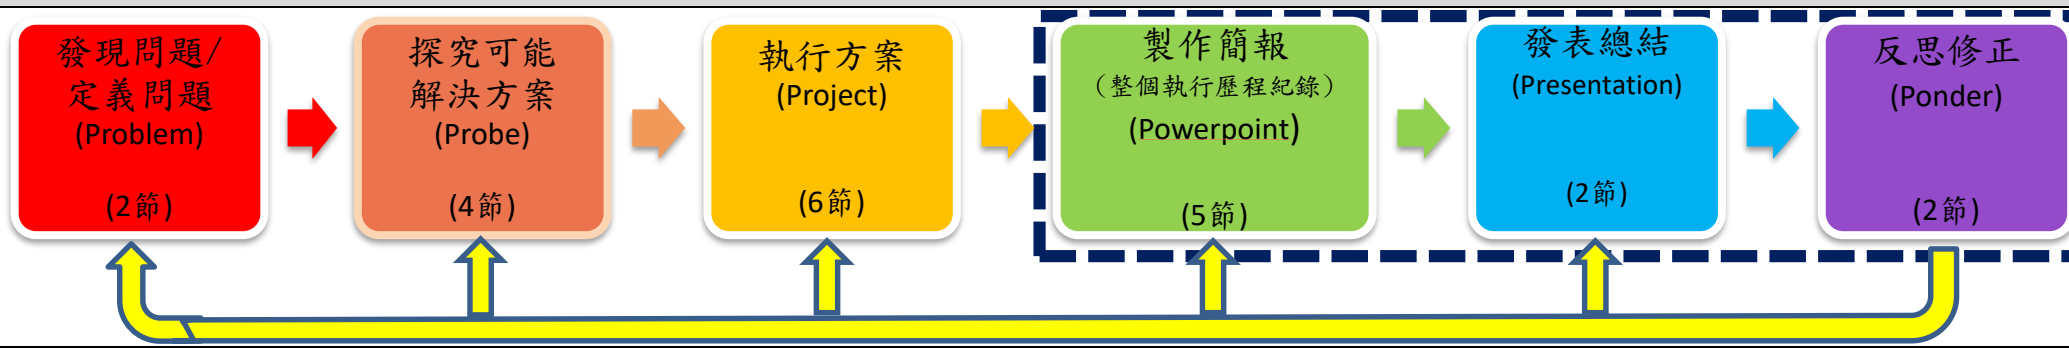 發現問題/
定義問題
(Problem)
(2節)
探究可能
解決方案
(Probe)
(4節)
執行方案
(Project)
(6節)
製作簡報
（整個執行歷程紀錄）
(Powerpoint)
(5節)
發表總結
(Presentation)
(2節)
反思修正
(Ponder)
(2節)